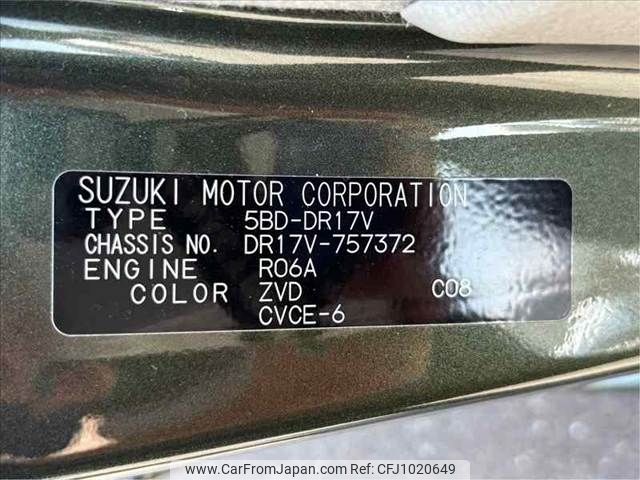 SUZUKI MOTOR CORPORATION
TYPE 5BD-DR17V
CHASSIS NO. DR17V-757372
ENGINE R06A
COLOR ZVD C08
CVCE-6
www.CarFromJapan.com | Ref: CFJ1020649